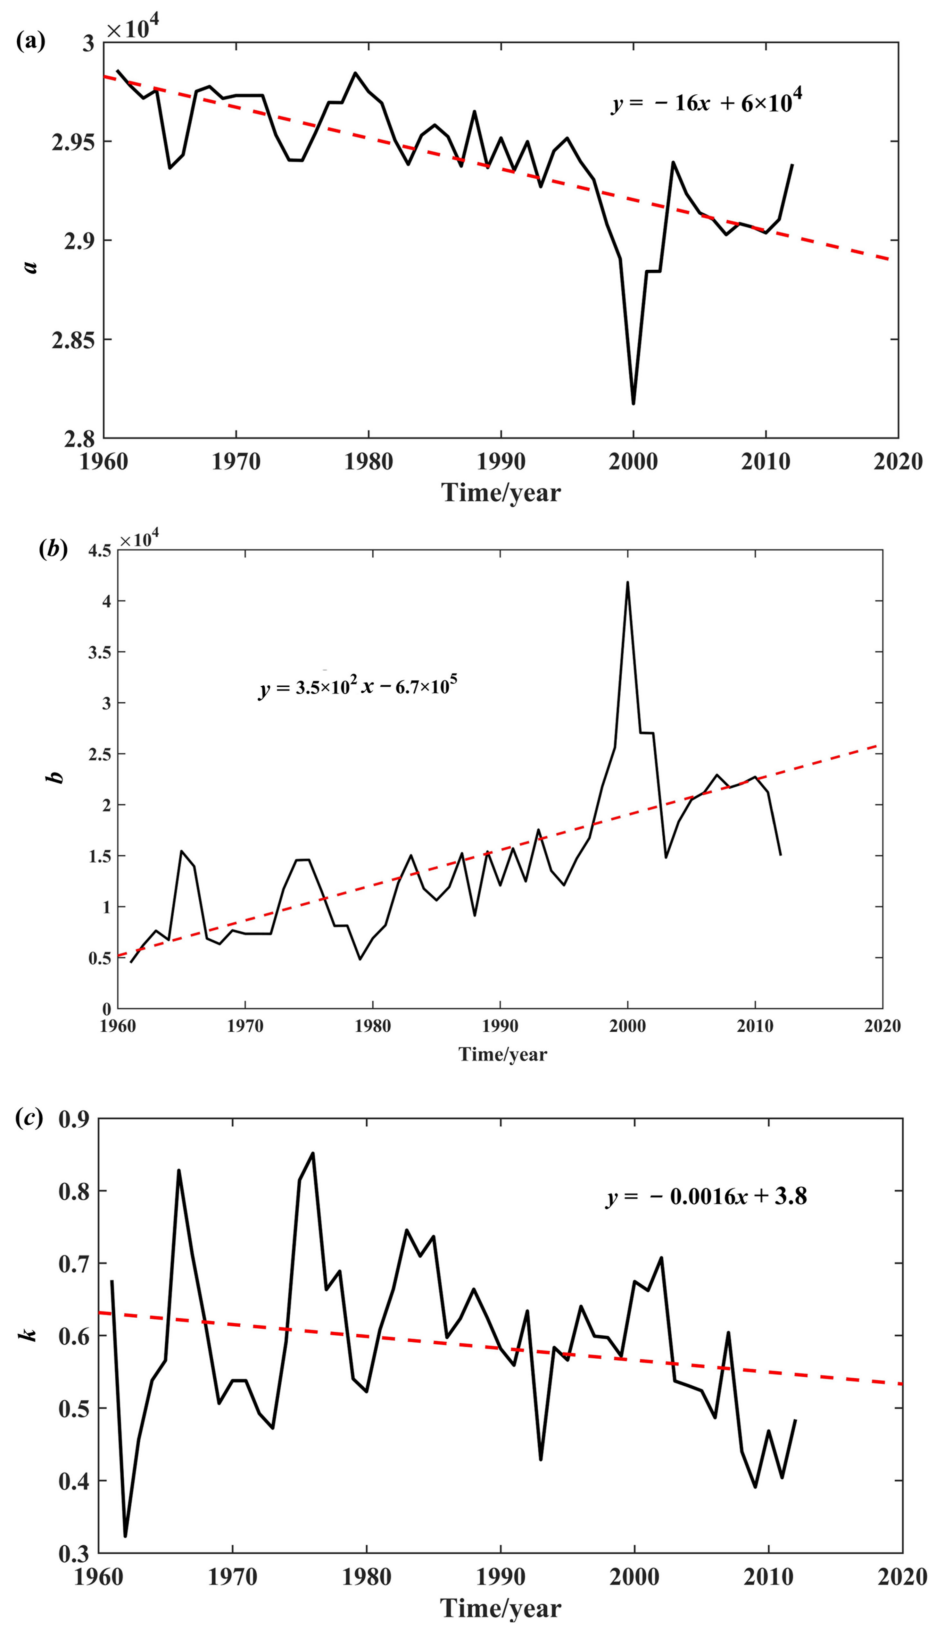 (a)
×10⁴
3
2.95
2.9
2.85
2.8
a
y = − 16x + 6×10⁴
1960 1970 1980 1990 2000 2010 2020
Time/year
(b)
×10⁴
4.5
4
3.5
3
2.5
2
1.5
1
0.5
0
b
y = 3.5×10² x − 6.7×10⁵
1960 1970 1980 1990 2000 2010 2020
Time/year
(c)
0.9
0.8
0.7
0.6
0.5
0.4
0.3
k
y = − 0.0016x + 3.8
1960 1970 1980 1990 2000 2010 2020
Time/year